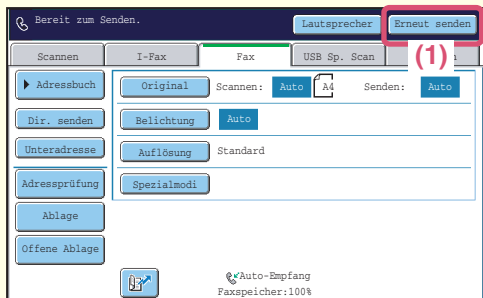 Bereit zum Senden.
Lautsprecher
Erneut senden
Scannen
I-Fax
Fax
USB Sp. Scan
(1)
Adressbuch
Original
Scannen:
Auto
A4
Senden:
Auto
Dir. senden
Belichtung
Auto
Unteradresse
Auflösung
Standard
Adressprüfung
Spezialmodi
Ablage
Offene Ablage
Auto-Empfang
Faxspeicher:100%